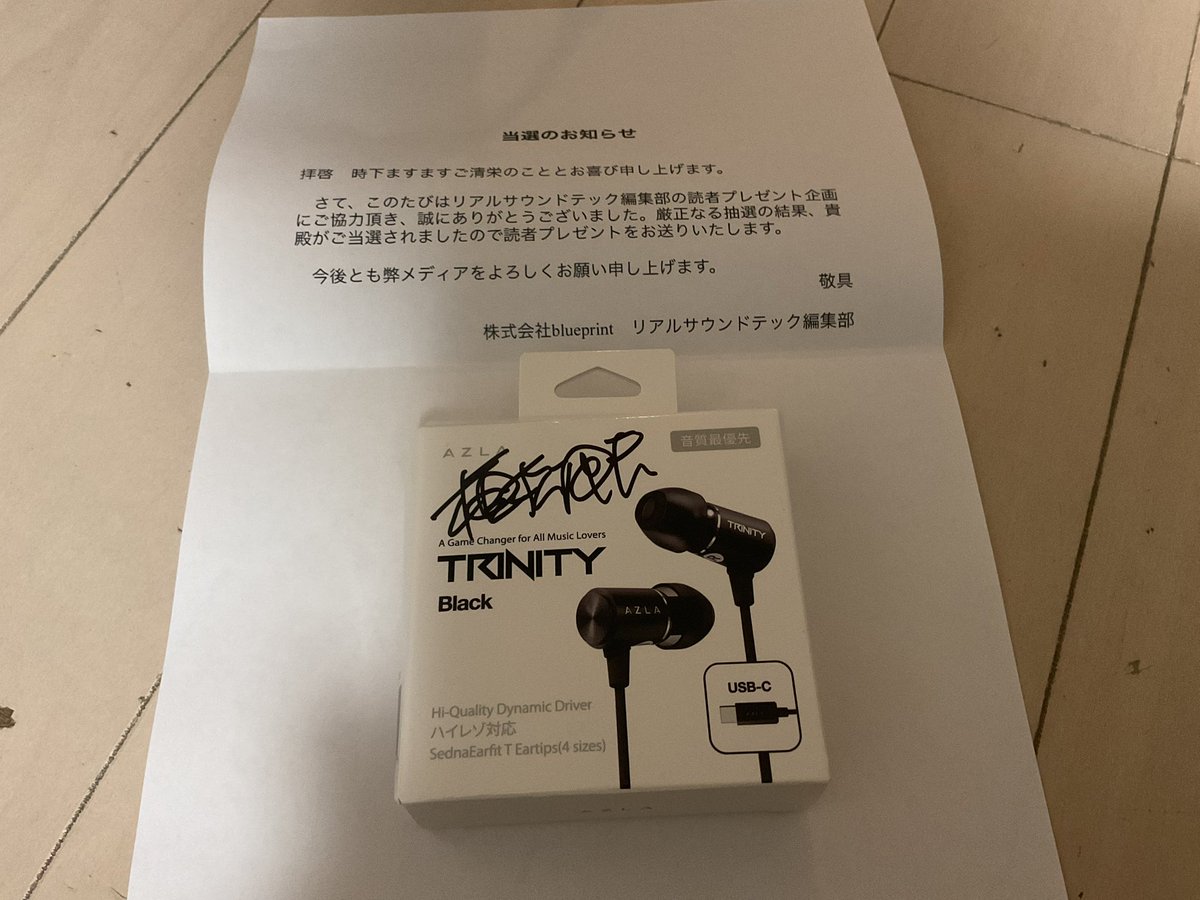 当選のお知らせ
拝啓　時下ますますご清栄のこととお喜び申し上げます。
さて、このたびはリアルサウンドテック編集部の読者プレゼント企画
にご協力頂き、誠にありがとうございました。厳正なる抽選の結果、貴
殿がご当選されましたので読者プレゼントをお送りいたします。
今後とも弊メディアをよろしくお願い申し上げます。
敬具
株式会社blueprint　リアルサウンドテック編集部
AZLA
音質最優先
A Game Changer for All Music Lovers
TRINITY
Black
TRINITY
AZLA
USB-C
AZLA
Hi-Quality Dynamic Driver
ハイレゾ対応
SednaEarfit T Eartips(4 sizes)
AZLA